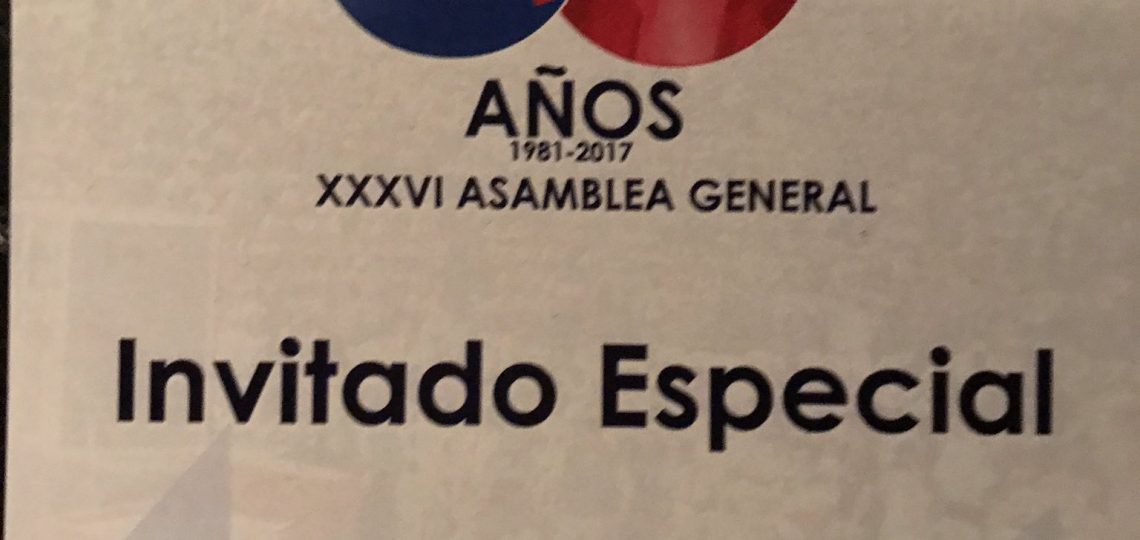 AÑOS
1981-2017
XXXVI ASAMBLEA GENERAL
Invitado Especial